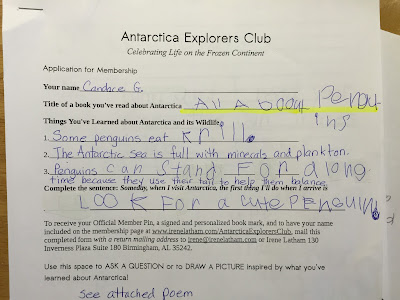 Antarctica Explorers Club
Celebrating Life on the Frozen Continent
Application for Membership
Your name Candace G.
Title of a book you've read about Antarctica All About Pengu
ins
Things You've Learned about Antarctica and its Wildlife
1. Some penguins eat krill.
2. The Antarctic sea is full with minerals and plankton.
3. Penguins can stand For a long
time because they use their tail to help them balance.
Complete the sentence: Someday, when I visit Antarctica, the first thing I'll do when I arrive is
LOOK For a cute PENGUIN.
To receive your Official Member Pin, a signed and personalized book mark, and to have your name
included on the membership page at www.irenelatham.com/AntarcticaExplorersClub, mail this
completed form with a return mailing address to irene@irenelatham.com or Irene Latham 130
Inverness Plaza Suite 180 Birmingham, AL 35242.
Use this space to ASK A QUESTION or to DRAW A PICTURE inspired by what you've
learned about Antarctica!
see attached poem